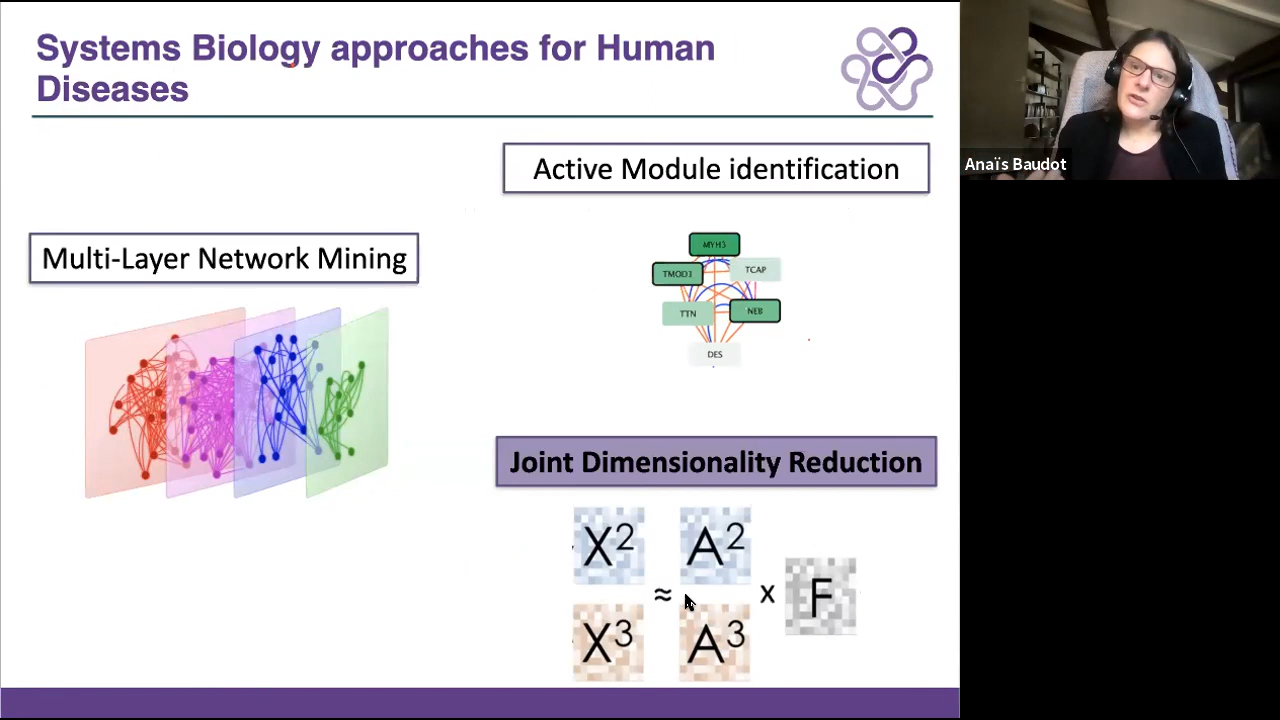 Systems Biology approaches for Human
Diseases
Anaïs Baudot
Active Module identification
Multi-Layer Network Mining
MYH3
TMOD1
TCAP
TTN
NEB
DES
Joint Dimensionality Reduction
X2 A2
≈ x F
X3 A3